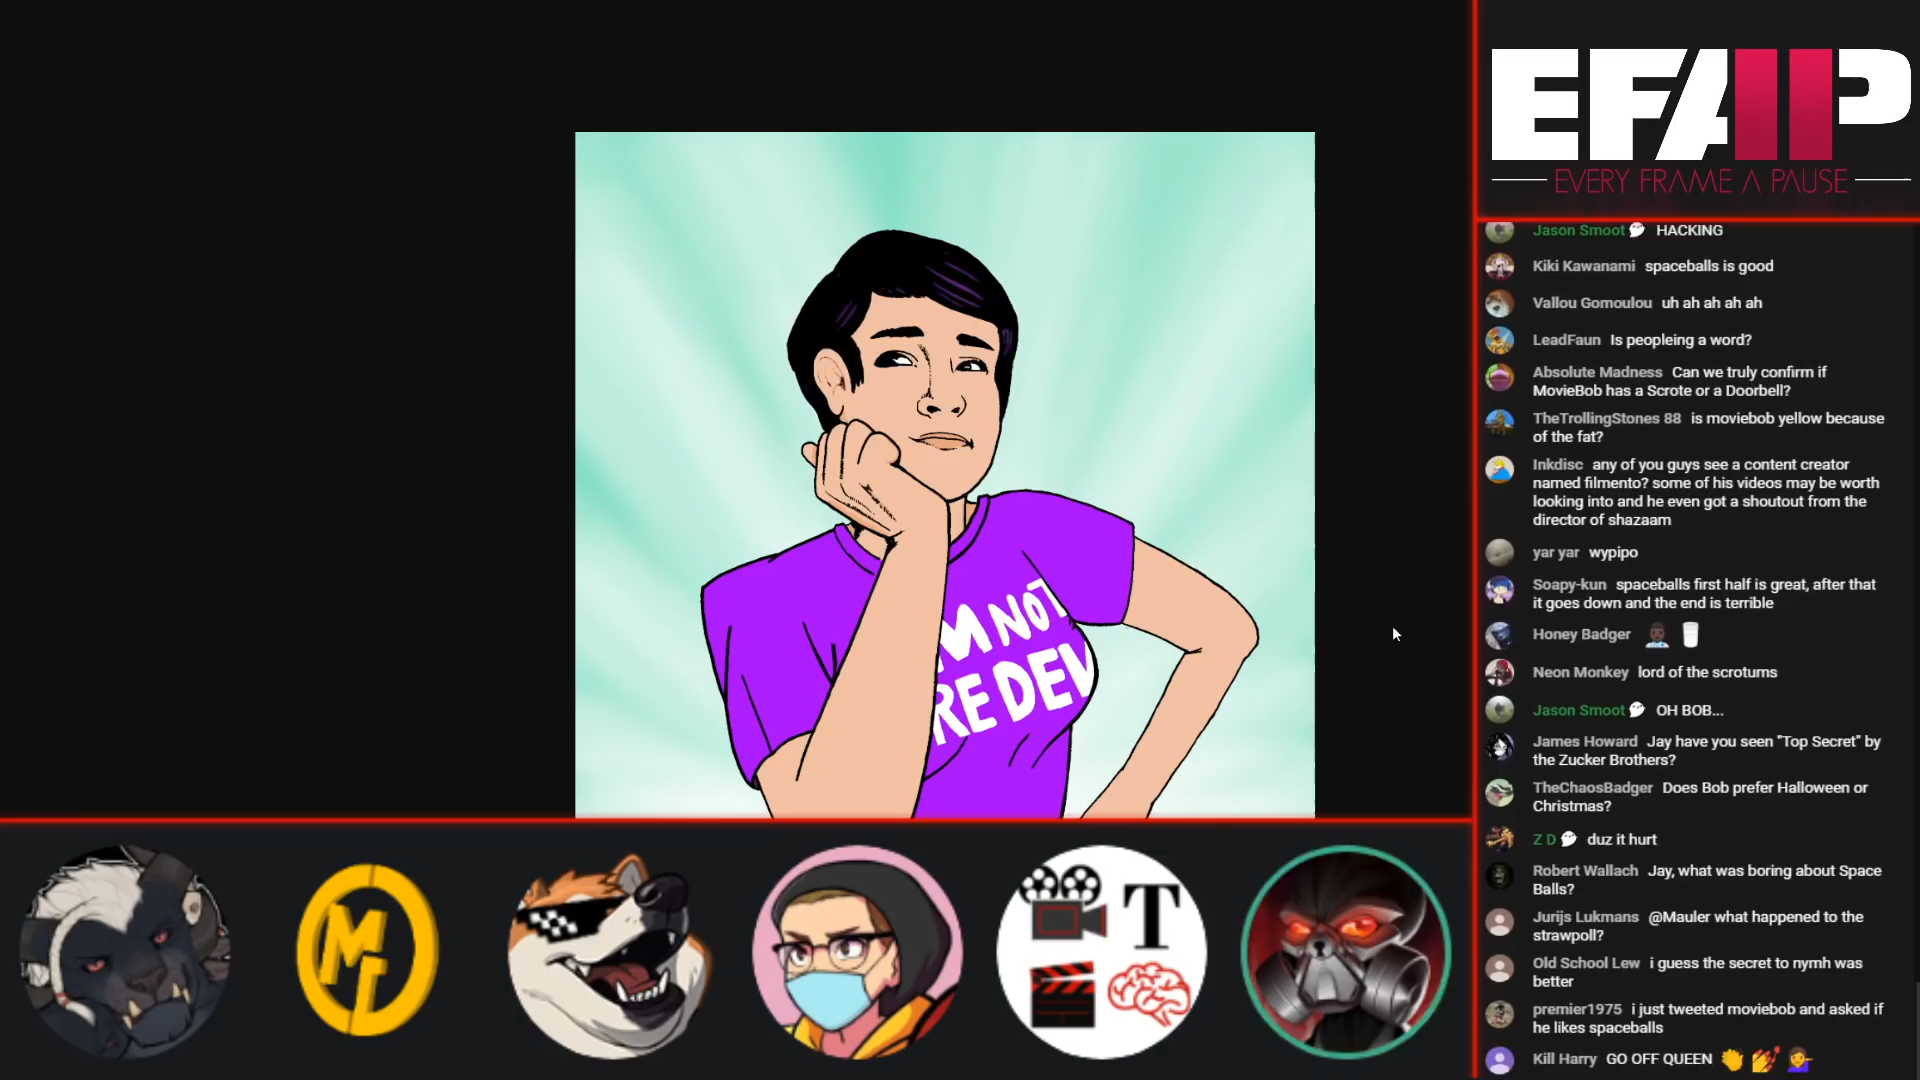 EFAP
EVERY FRAME A PAUSE
Jason Smoot HACKING
Kiki Kawanami spaceballs is good
Vallou Gomoulou uh ah ah ah ah
LeadFaun Is peopleing a word?
Absolute Madness Can we truly confirm if
MovieBob has a Scrote or a Doorbell?
TheTrollingStones 88 is moviebob yellow because
of the fat?
Inkdisc any of you guys see a content creator
named filmento? some of his videos may be worth
looking into and he even got a shoutout from the
director of shazaam
yar yar wypipo
Soapy-kun spaceballs first half is great, after that
it goes down and the end is terrible
Honey Badger
Neon Monkey lord of the scrotums
Jason Smoot OH BOB...
James Howard Jay have you seen "Top Secret" by
the Zucker Brothers?
TheChaosBadger Does Bob prefer Halloween or
Christmas?
Z D duz it hurt
Robert Wallach Jay, what was boring about Space
Balls?
Jurijs Lukmans @Mauler what happened to the
strawpoll?
Old School Lew i guess the secret to nymh was
better
premier1975 i just tweeted moviebob and asked if
he likes spaceballs
Kill Harry GO OFF QUEEN
M NOT
RE DEV
T